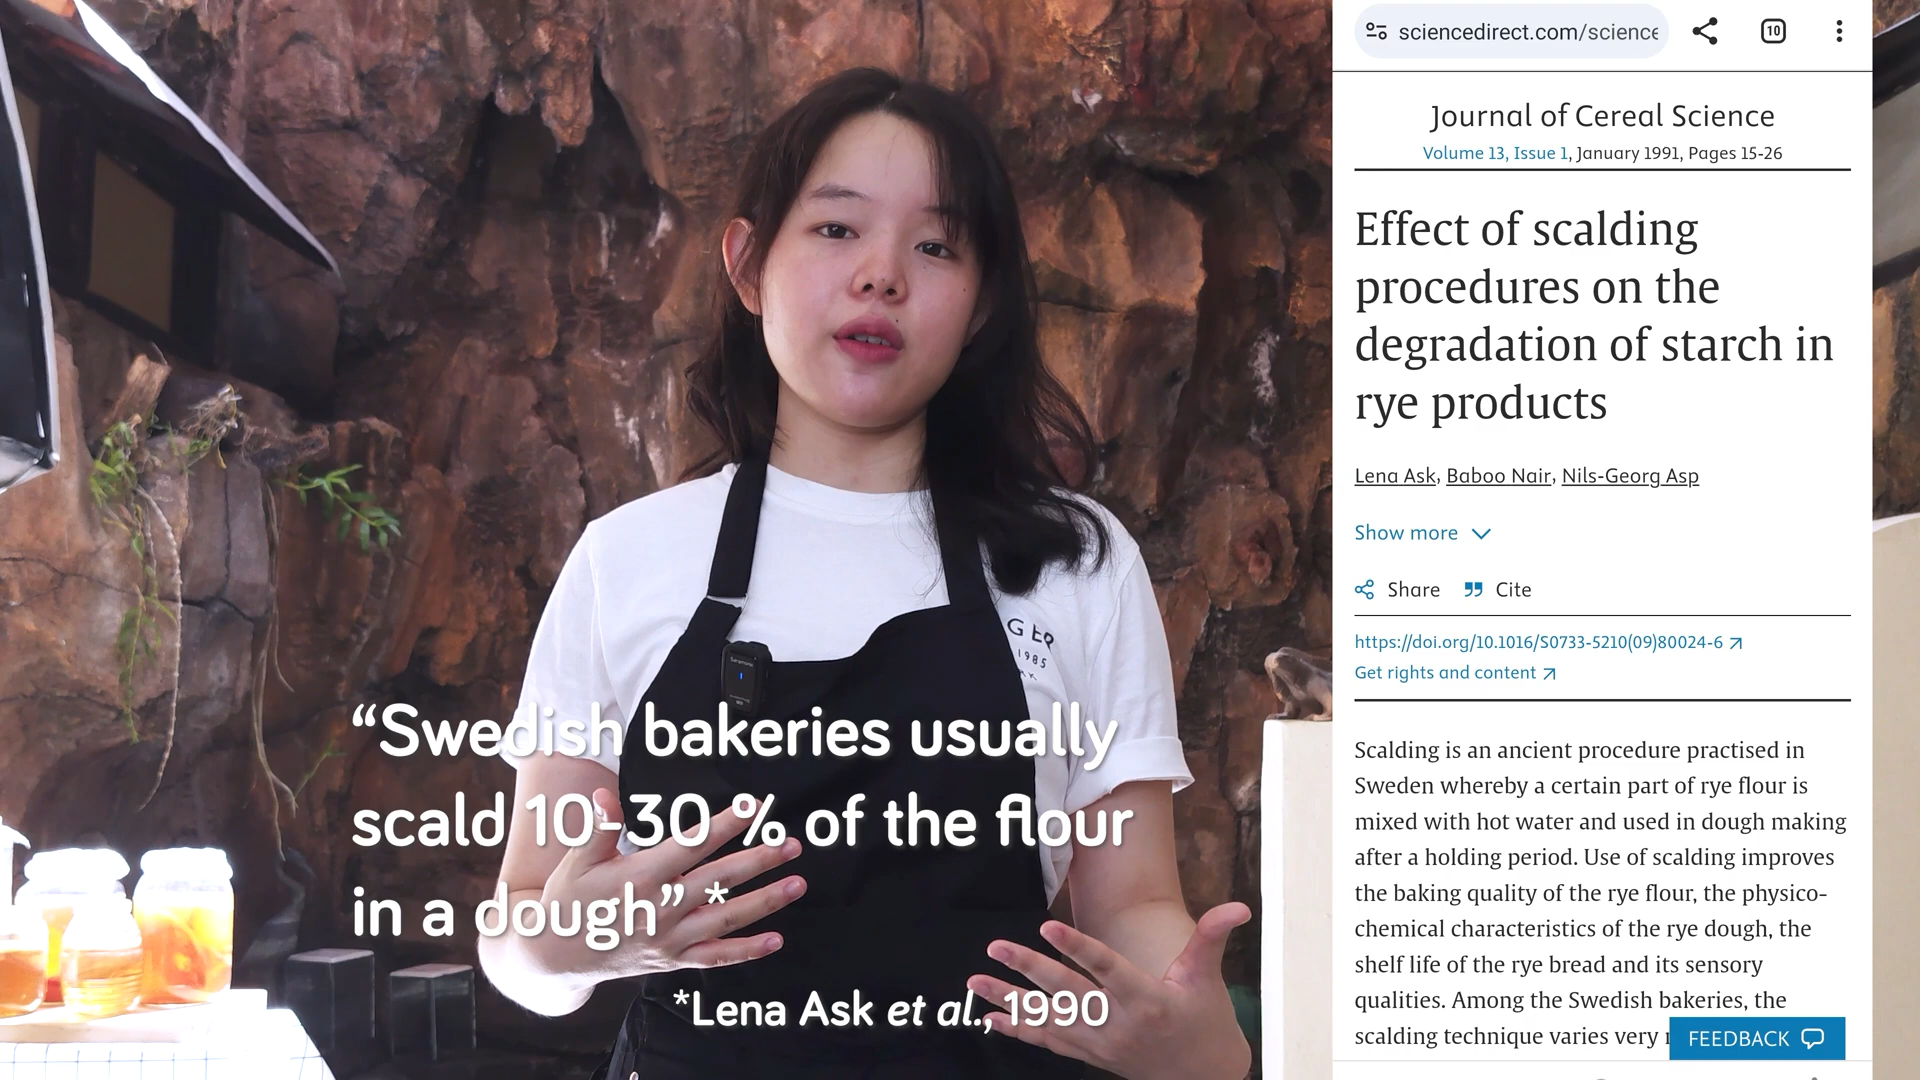 sciencedirect.com/science
10
Journal of Cereal Science
Volume 13, Issue 1, January 1991, Pages 15-26
Effect of scalding
procedures on the
degradation of starch in
rye products
Lena Ask, Baboo Nair, Nils-Georg Asp
Show more
Share Cite
https://doi.org/10.1016/S0733-5210(09)80024-6
Get rights and content
Scalding is an ancient procedure practised in
Sweden whereby a certain part of rye flour is
mixed with hot water and used in dough making
after a holding period. Use of scalding improves
the baking quality of the rye flour, the physico-
chemical characteristics of the rye dough, the
shelf life of the rye bread and its sensory
qualities. Among the Swedish bakeries, the
scalding technique varies very
FEEDBACK
1985
Saramonic
“Swedish bakeries usually
scald 10-30 % of the flour
in a dough” *
*Lena Ask et al., 1990